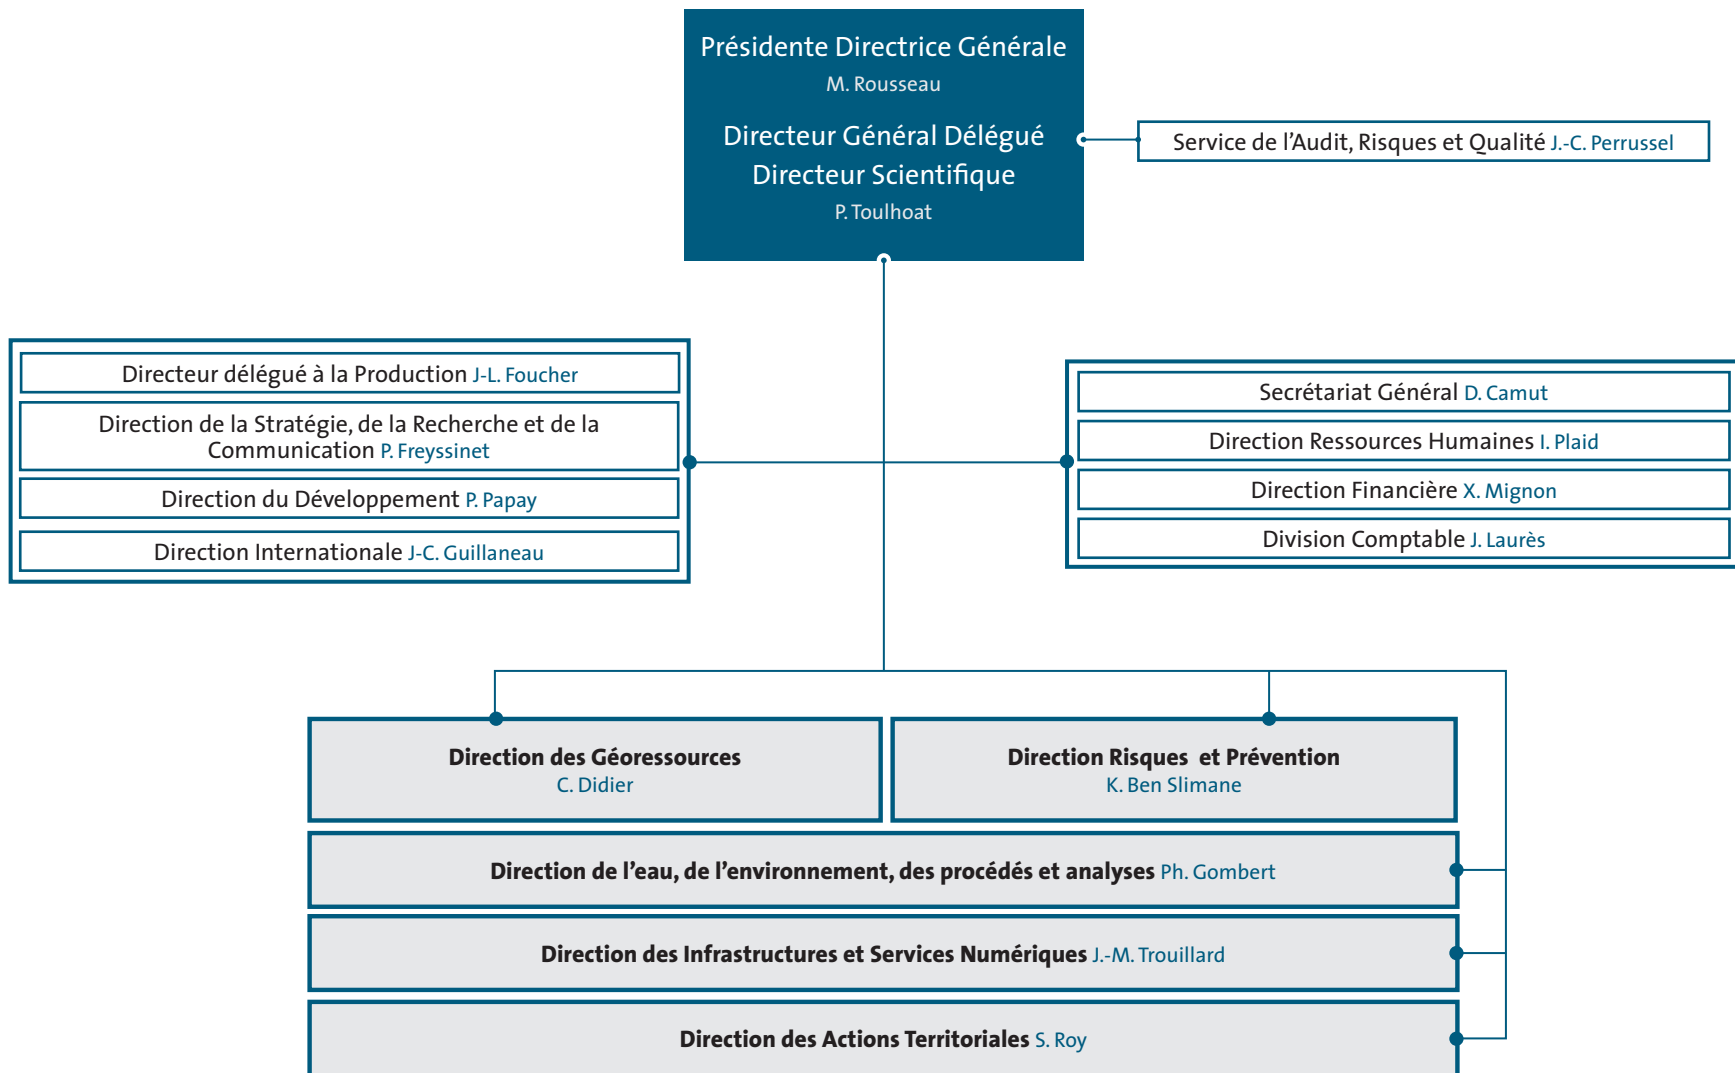 Présidente Directrice Générale
M. Rousseau
Directeur Général Délégué
Directeur Scientifique
P. Toulhoat
Service de l’Audit, Risques et Qualité J.-C. Perrussel
Directeur délégué à la Production J-L. Foucher
Direction de la Stratégie, de la Recherche et de la
Communication P. Freyssinet
Direction du Développement P. Papay
Direction Internationale J-C. Guillaneau
Secrétariat Général D. Camut
Direction Ressources Humaines I. Plaid
Direction Financière X. Mignon
Division Comptable J. Laurès
Direction des Géoressources
C. Didier
Direction Risques et Prévention
K. Ben Slimane
Direction de l’eau, de l’environnement, des procédés et analyses Ph. Gombert
Direction des Infrastructures et Services Numériques J.-M. Trouillard
Direction des Actions Territoriales S. Roy